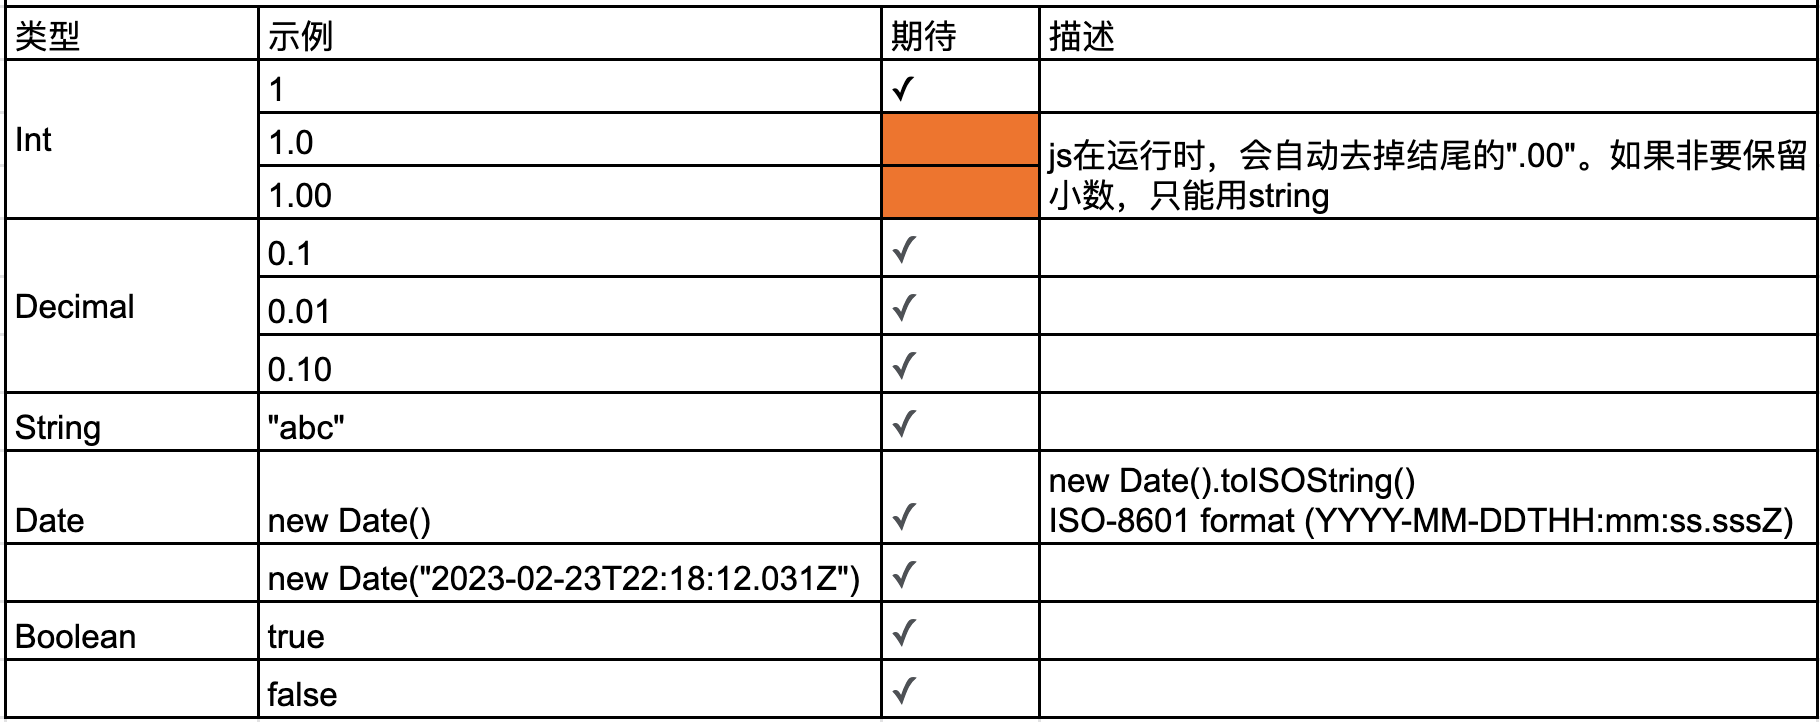 类型 示例 期待 描述
Int
1 ✓
1.0
1.00
js在运行时，会自动去掉结尾的".00"。如果非要保留
小数，只能用string
Decimal
0.1 ✓
0.01 ✓
0.10 ✓
String "abc" ✓
Date new Date() ✓
new Date().toISOString()
ISO-8601 format (YYYY-MM-DDTHH:mm:ss.sssZ)
new Date("2023-02-23T22:18:12.031Z") ✓
Boolean true ✓
false ✓